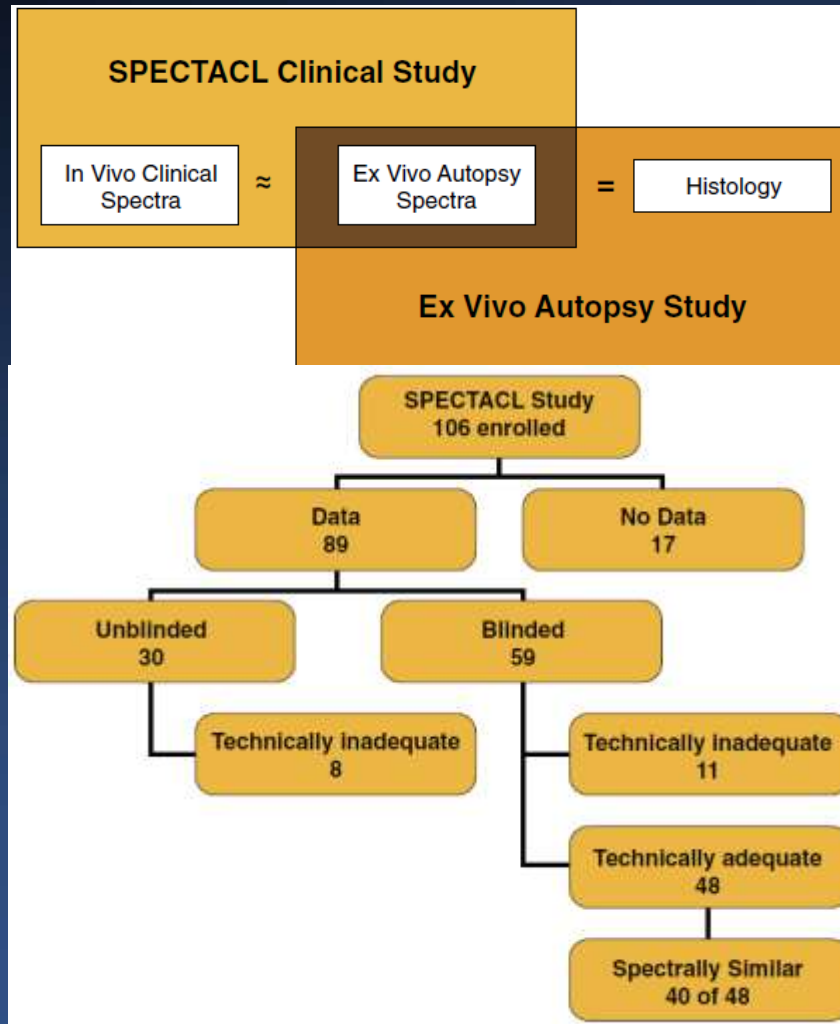 SPECTACL Clinical Study
In Vivo Clinical
Spectra
≈
Ex Vivo Autopsy
Spectra
=
Histology
Ex Vivo Autopsy Study
SPECTACL Study
106 enrolled
Data
89
No Data
17
Unblinded
30
Blinded
59
Technically inadequate
8
Technically inadequate
11
Technically adequate
48
Spectrally Similar
40 of 48